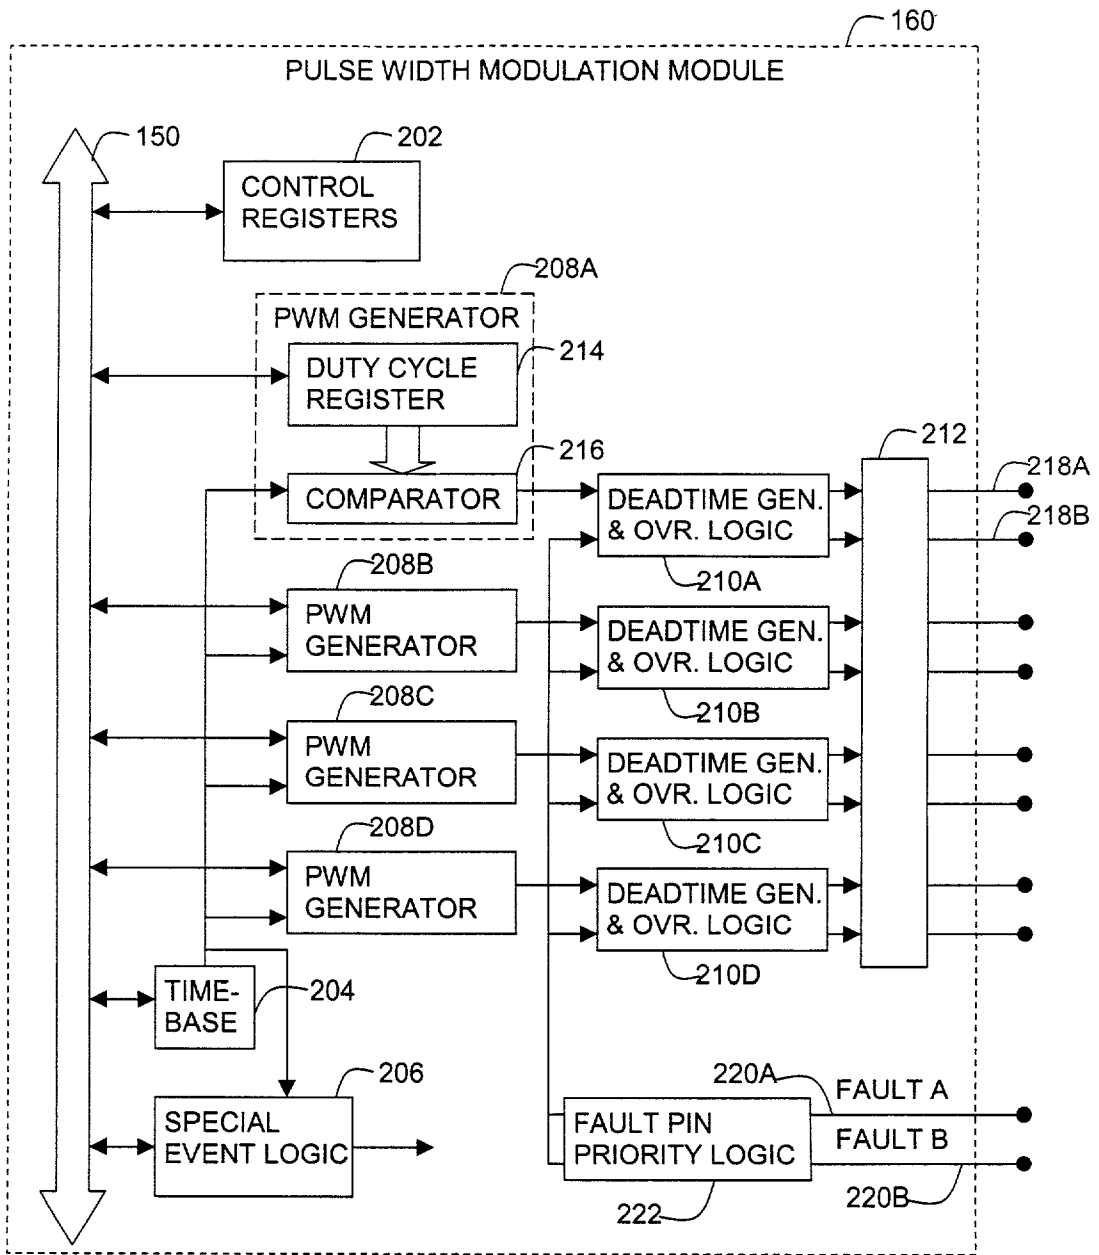 160
PULSE WIDTH MODULATION MODULE
150
202
CONTROL
REGISTERS
208A
PWM GENERATOR
214
DUTY CYCLE
REGISTER
212
216
218A
COMPARATOR
DEADTIME GEN.
& OVR. LOGIC
218B
208B
210A
PWM
GENERATOR
DEADTIME GEN.
& OVR. LOGIC
208C
210B
PWM
GENERATOR
DEADTIME GEN.
& OVR. LOGIC
208D
210C
PWM
GENERATOR
DEADTIME GEN.
& OVR. LOGIC
210D
TIME-
BASE
204
206
220A
FAULT A
SPECIAL
EVENT LOGIC
FAULT PIN
PRIORITY LOGIC
FAULT B
220B
222